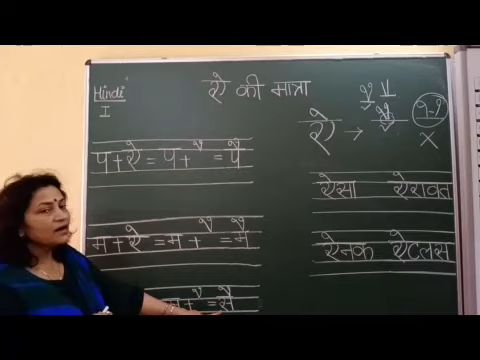 Hindi
I
ऐ की मात्रा
ऐ →
X
प+ऐ = प+ ै = पै
म+ऐ = म+ ै = मै
+ ै = सै
ऐसा ऐरावत
ऐनक ऐटलस